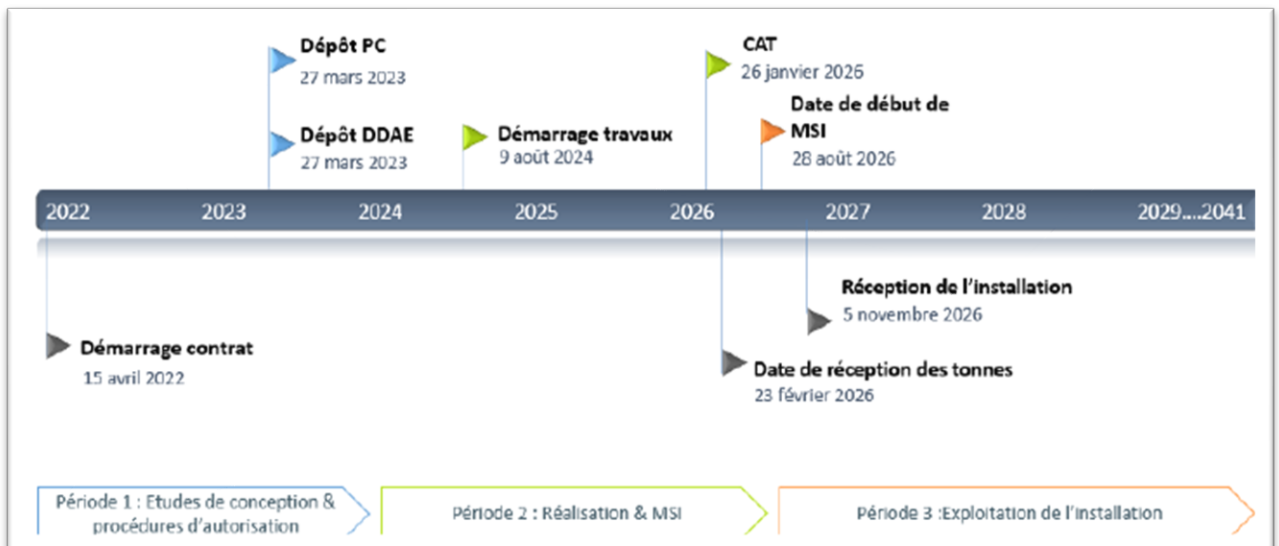 Dépôt PC
27 mars 2023
CAT
26 janvier 2026
Dépôt DDAE
27 mars 2023
Démarrage travaux
9 août 2024
Date de début de
MSI
28 août 2026
2022 2023 2024 2025 2026 2027 2028 2029....2041
Réception de l'installation
5 novembre 2026
Démarrage contrat
15 avril 2022
Date de réception des tonnes
23 février 2026
Période 1 : Etudes de conception &
procédures d'autorisation
Période 2 : Réalisation & MSI
Période 3 :Exploitation de l'installation